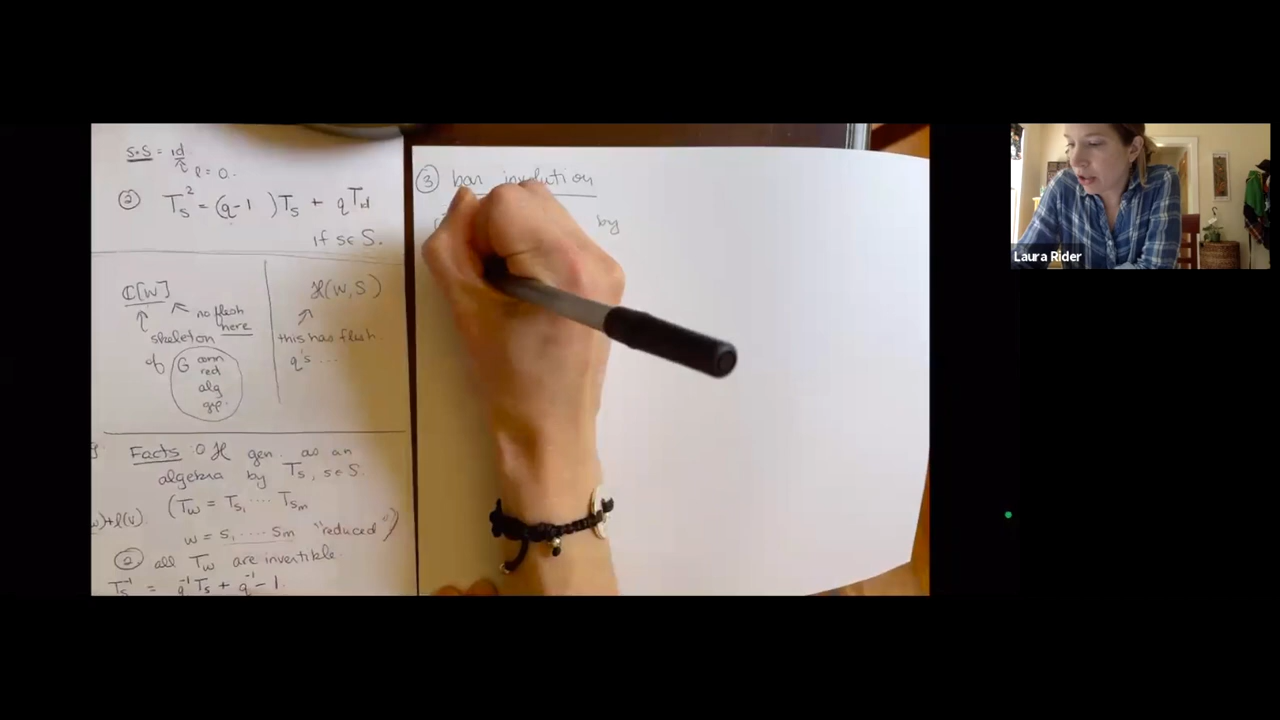 S·S = id
l = 0.
② T_s² = (q-1)T_s + qT_id
if s∈S.
ℂ[W]
no flesh
here
skeleton
of G conn
red
alg
gp.
ℋ(W,S)
this has flesh
q's ...
Facts: ① ℋ gen. as an
algebra by T_s, s∈S.
(T_w = T_s₁ ···· T_sm
w)+l(v).
w = s₁ ···· sm "reduced")
② all T_w are invertible.
T_s⁻¹ = q⁻¹T_s + q⁻¹-1.
③ bar involution
by
Laura Rider